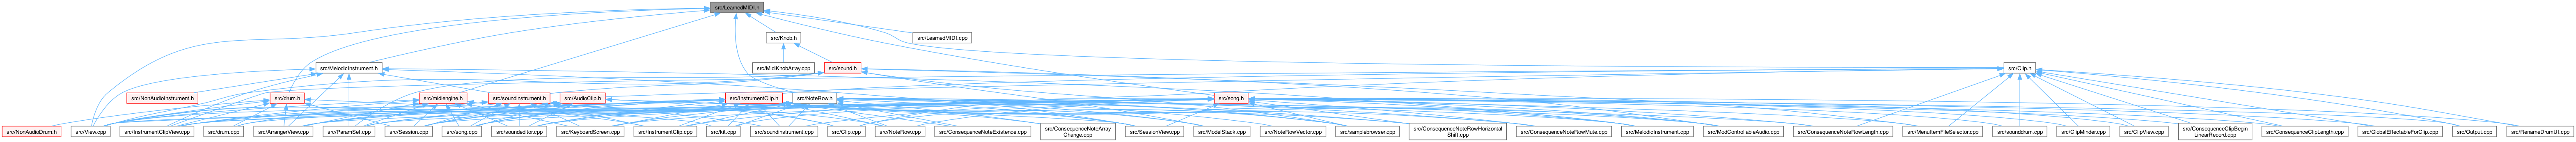 src/LearnedMIDI.h
src/Knob.h
src/LearnedMIDI.cpp
src/MelodicInstrument.h
src/MidiKnobArray.cpp
src/sound.h
src/Clip.h
src/NonAudioInstrument.h
src/drum.h
src/midiengine.h
src/soundinstrument.h
src/AudioClip.h
src/InstrumentClip.h
src/NoteRow.h
src/song.h
src/NonAudioDrum.h
src/View.cpp
src/InstrumentClipView.cpp
src/drum.cpp
src/ArrangerView.cpp
src/ParamSet.cpp
src/Session.cpp
src/song.cpp
src/soundeditor.cpp
src/KeyboardScreen.cpp
src/InstrumentClip.cpp
src/kit.cpp
src/soundinstrument.cpp
src/Clip.cpp
src/NoteRow.cpp
src/ConsequenceNoteExistence.cpp
src/ConsequenceNoteArray
Change.cpp
src/SessionView.cpp
src/ModelStack.cpp
src/NoteRowVector.cpp
src/samplebrowser.cpp
src/ConsequenceNoteRowHorizontal
Shift.cpp
src/ConsequenceNoteRowMute.cpp
src/MelodicInstrument.cpp
src/ModControllableAudio.cpp
src/ConsequenceNoteRowLength.cpp
src/MenuItemFileSelector.cpp
src/sounddrum.cpp
src/ClipMinder.cpp
src/ClipView.cpp
src/ConsequenceClipBegin
LinearRecord.cpp
src/ConsequenceClipLength.cpp
src/GlobalEffectableForClip.cpp
src/Output.cpp
src/RenameDrumUI.cpp